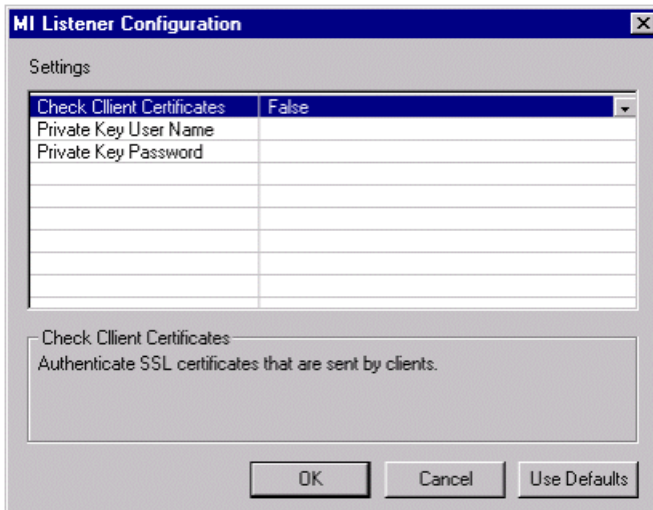 MI Listener Configuration
Settings
Check Cllient Certificates False
Private Key User Name
Private Key Password
Check Cllient Certificates
Authenticate SSL certificates that are sent by clients.
OK Cancel Use Defaults